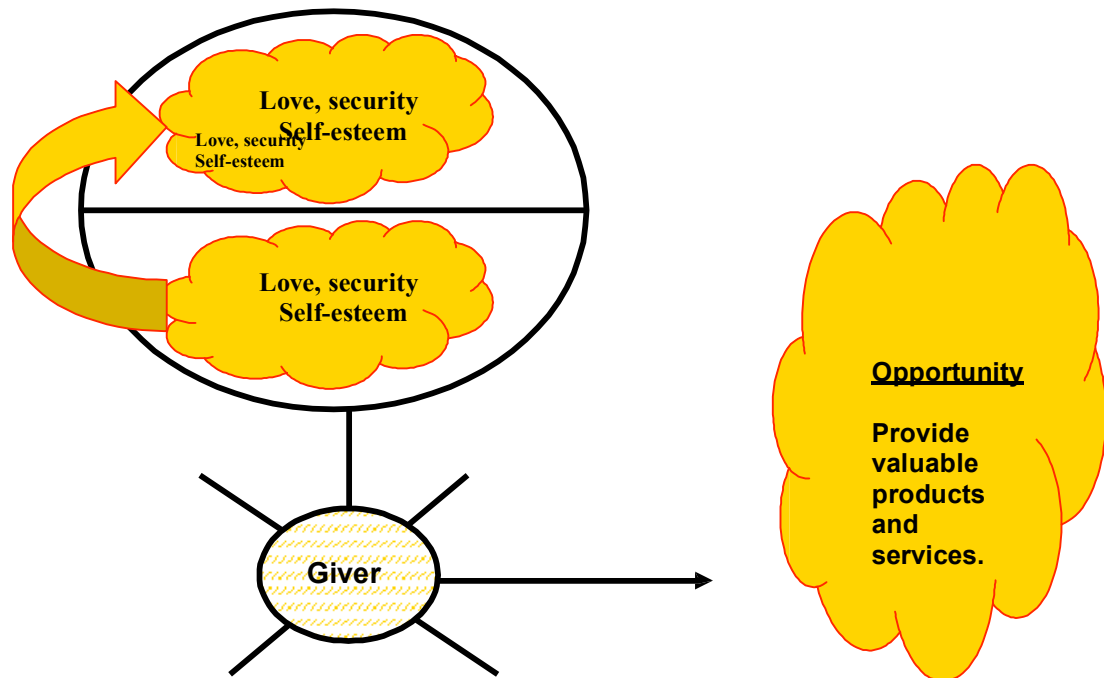 Love, security
Self-esteem
Love, security
Self-esteem
Love, security
Self-esteem
Opportunity
Provide
valuable
products
and
services.
Giver